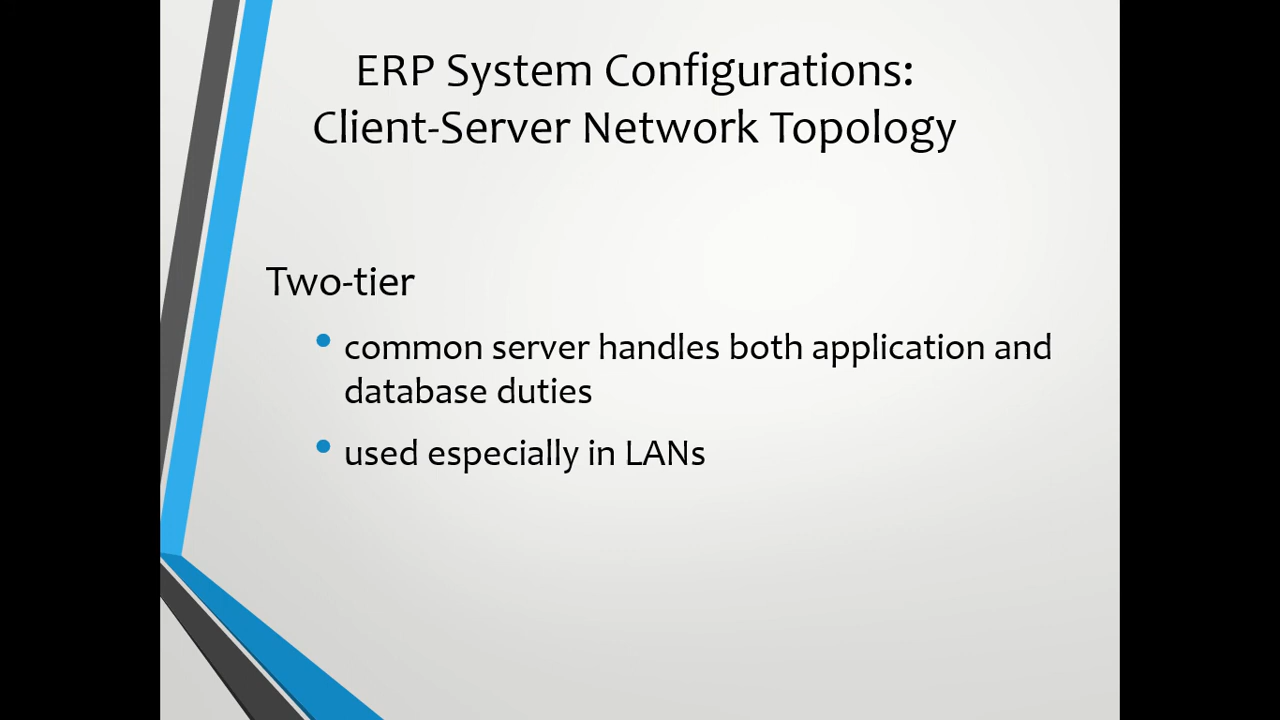 ERP System Configurations:
Client-Server Network Topology
Two-tier
• common server handles both application and
database duties
• used especially in LANs